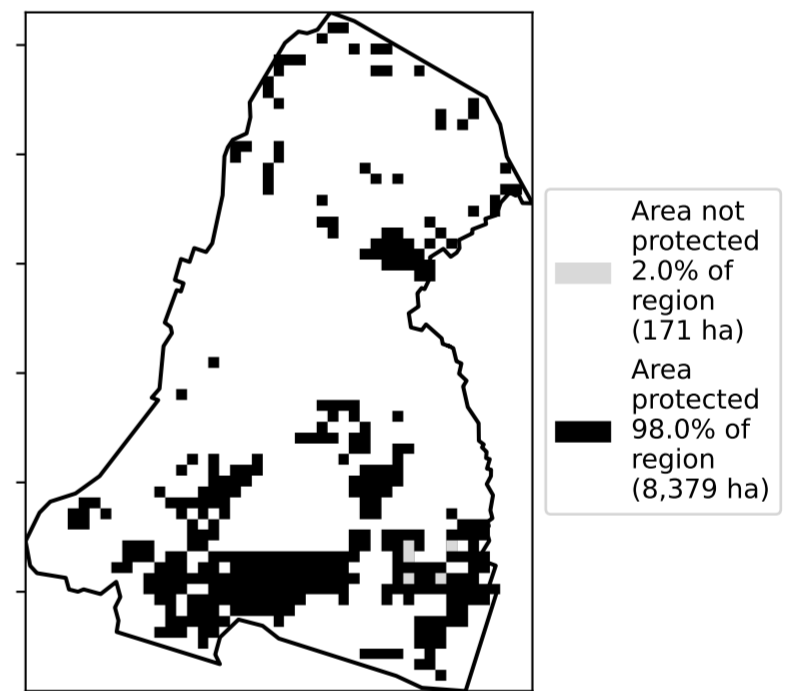 Area not
protected
2.0% of
region
(171 ha)
Area
protected
98.0% of
region
(8,379 ha)